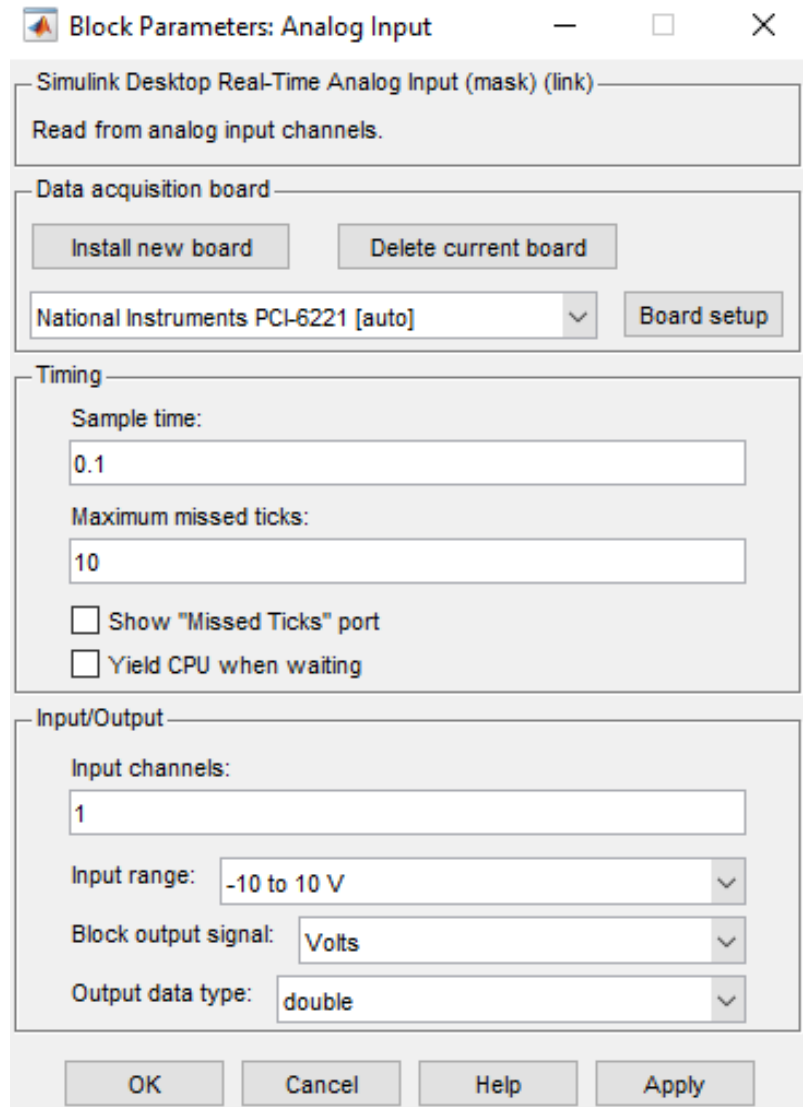 Block Parameters: Analog Input
Simulink Desktop Real-Time Analog Input (mask) (link)
Read from analog input channels.
Data acquisition board
Install new board Delete current board
National Instruments PCI-6221 [auto] Board setup
Timing
Sample time:
0.1
Maximum missed ticks:
10
Show "Missed Ticks" port
Yield CPU when waiting
Input/Output
Input channels:
1
Input range: -10 to 10 V
Block output signal: Volts
Output data type: double
OK Cancel Help Apply